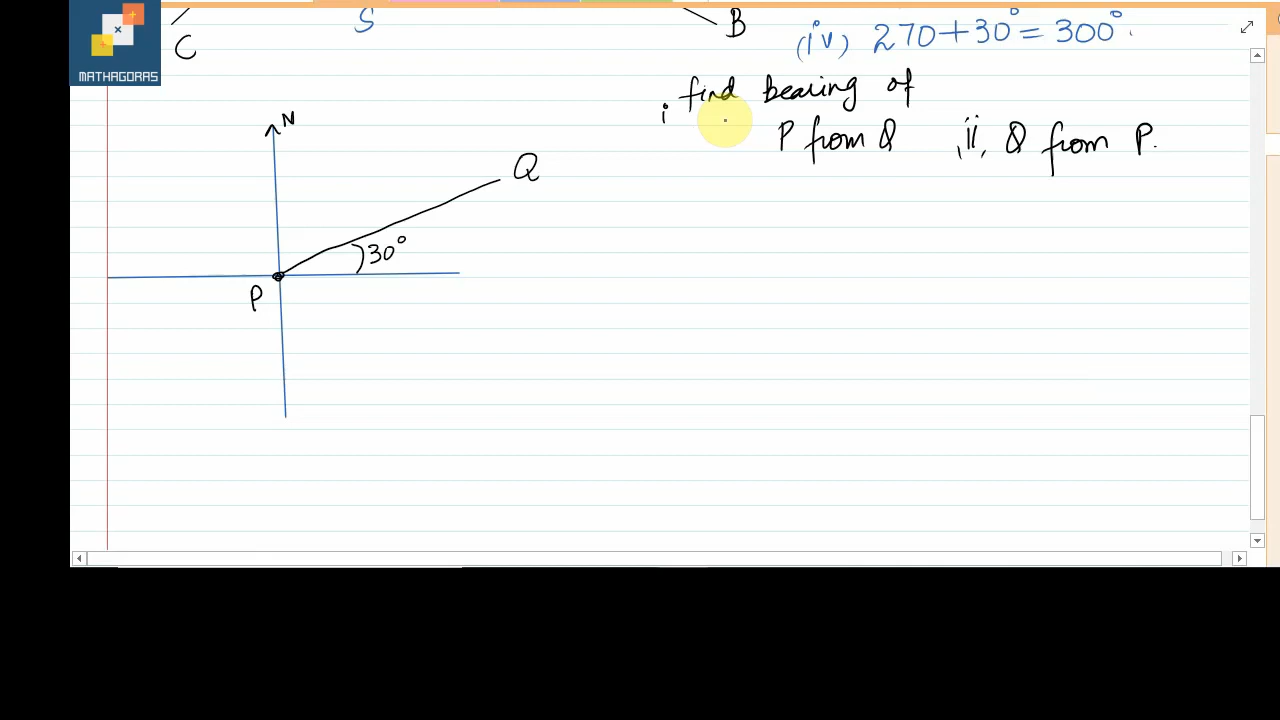 S
B
C
(iv) 270+30°=300°.
MATHAGORAS
i find bearing of
P from Q ii, Q from P.
N
Q
30°
P